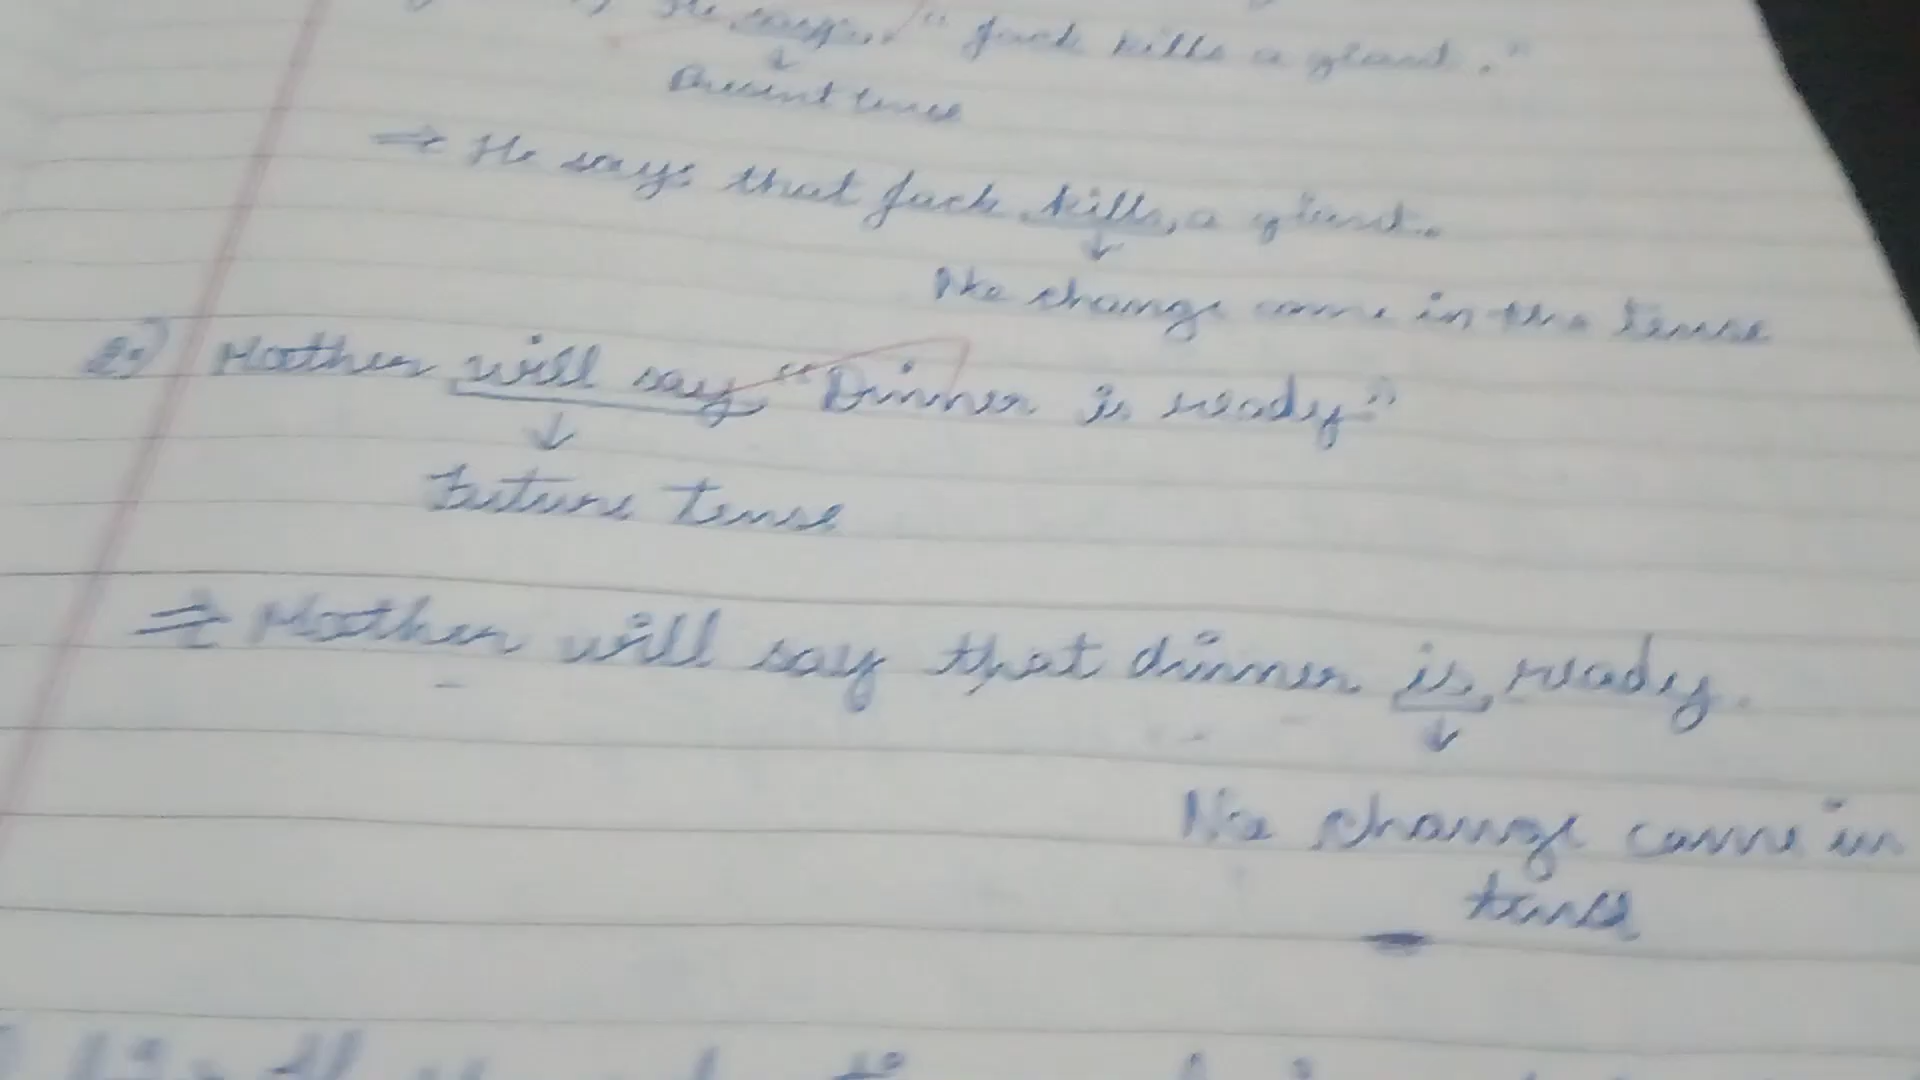 He says, "Jack kills a giant."
↓
Present tense
⇒ He says that Jack kills, a giant.
↓
No change come in the tense
2.) Mother will say "Dinner is ready"
↓
Future Tense
⇒ Mother will say that dinner is, ready.
↓
No change come in
tense